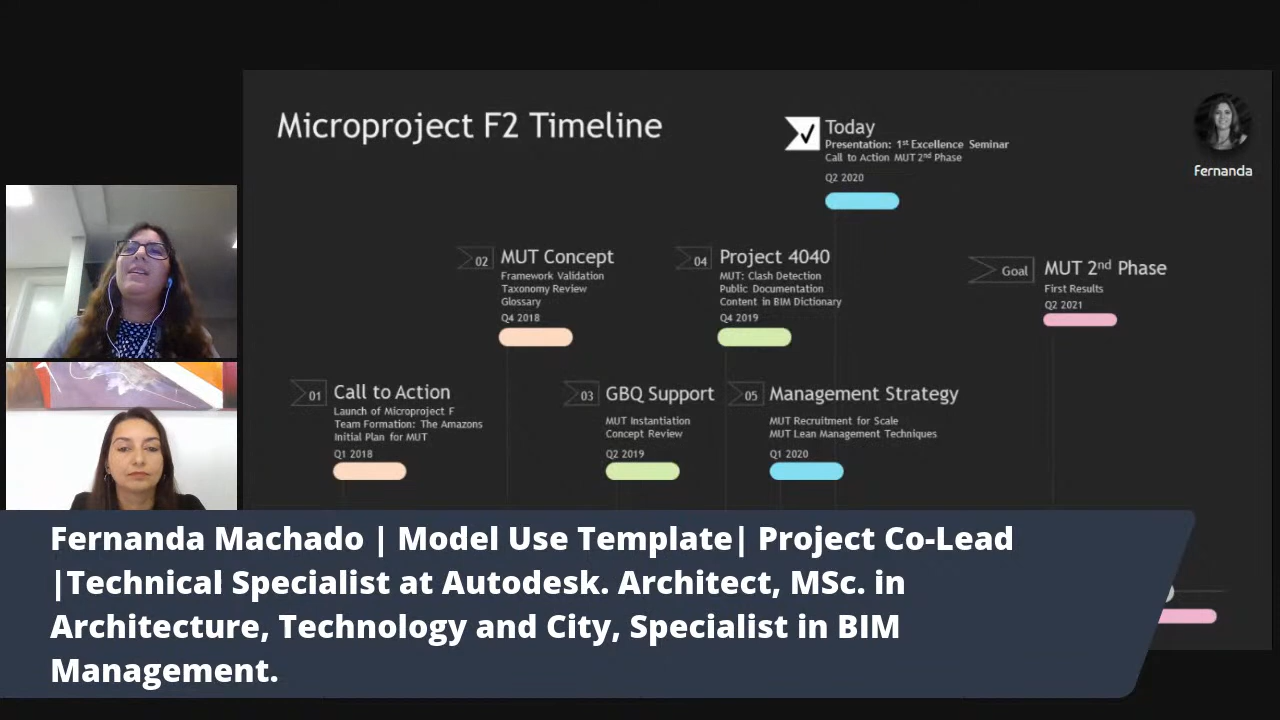 Microproject F2 Timeline
Today
Presentation: 1st Excellence Seminar
Call to Action MUT 2nd Phase
Q2 2020
Fernanda
02
MUT Concept
Framework Validation
Taxonomy Review
Glossary
Q4 2018
04
Project 4040
MUT: Clash Detection
Public Documentation
Content in BIM Dictionary
Q4 2019
Goal
MUT 2nd Phase
First Results
Q2 2021
01
Call to Action
Launch of Microproject F
Team Formation: The Amazons
Initial Plan for MUT
Q1 2018
03
GBQ Support
MUT Instantiation
Concept Review
Q2 2019
05
Management Strategy
MUT Recruitment for Scale
MUT Lean Management Techniques
Q1 2020
Fernanda Machado | Model Use Template| Project Co-Lead
|Technical Specialist at Autodesk. Architect, MSc. in
Architecture, Technology and City, Specialist in BIM
Management.